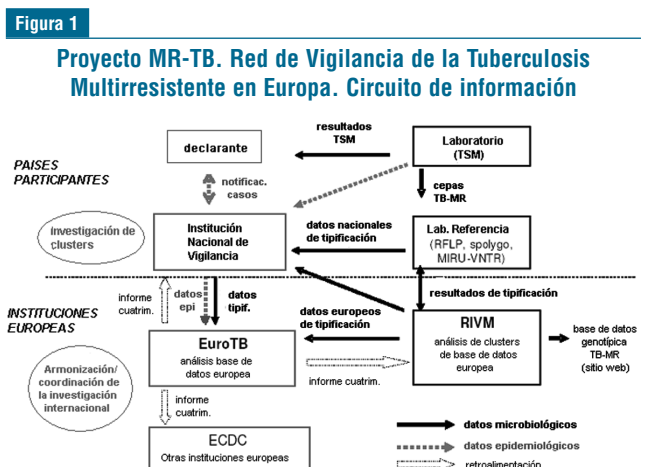 Figura 1
Proyecto MR-TB. Red de Vigilancia de la Tuberculosis
Multirresistente en Europa. Circuito de información
PAISES
PARTICIPANTES
declarante
resultados
TSM
Laboratorio
(TSM)
notificac.
casos
cepas
TB-MR
Investigación de
clusters
Institución
Nacional de
Vigilancia
datos nacionales
de tipificación
Lab. Referencia
(RFLP, spolygo,
MIRU-VNTR)
INSTITUCIONES
EUROPEAS
informe
cuatrim.
datos
epi
datos
tipif.
resultados de tipificación
datos europeos
de tipificación
EuroTB
análisis base de
datos europea
RIVM
análisis de clusters
de base de datos
europea
base de datos
genotípica
TB-MR
(sitio web)
Armonización/
coordinación de
la investigación
internacional
informe cuatrim.
informe
cuatrim.
ECDC
Otras instituciones europeas
datos microbiológicos
datos epidemiológicos
retroalimentación